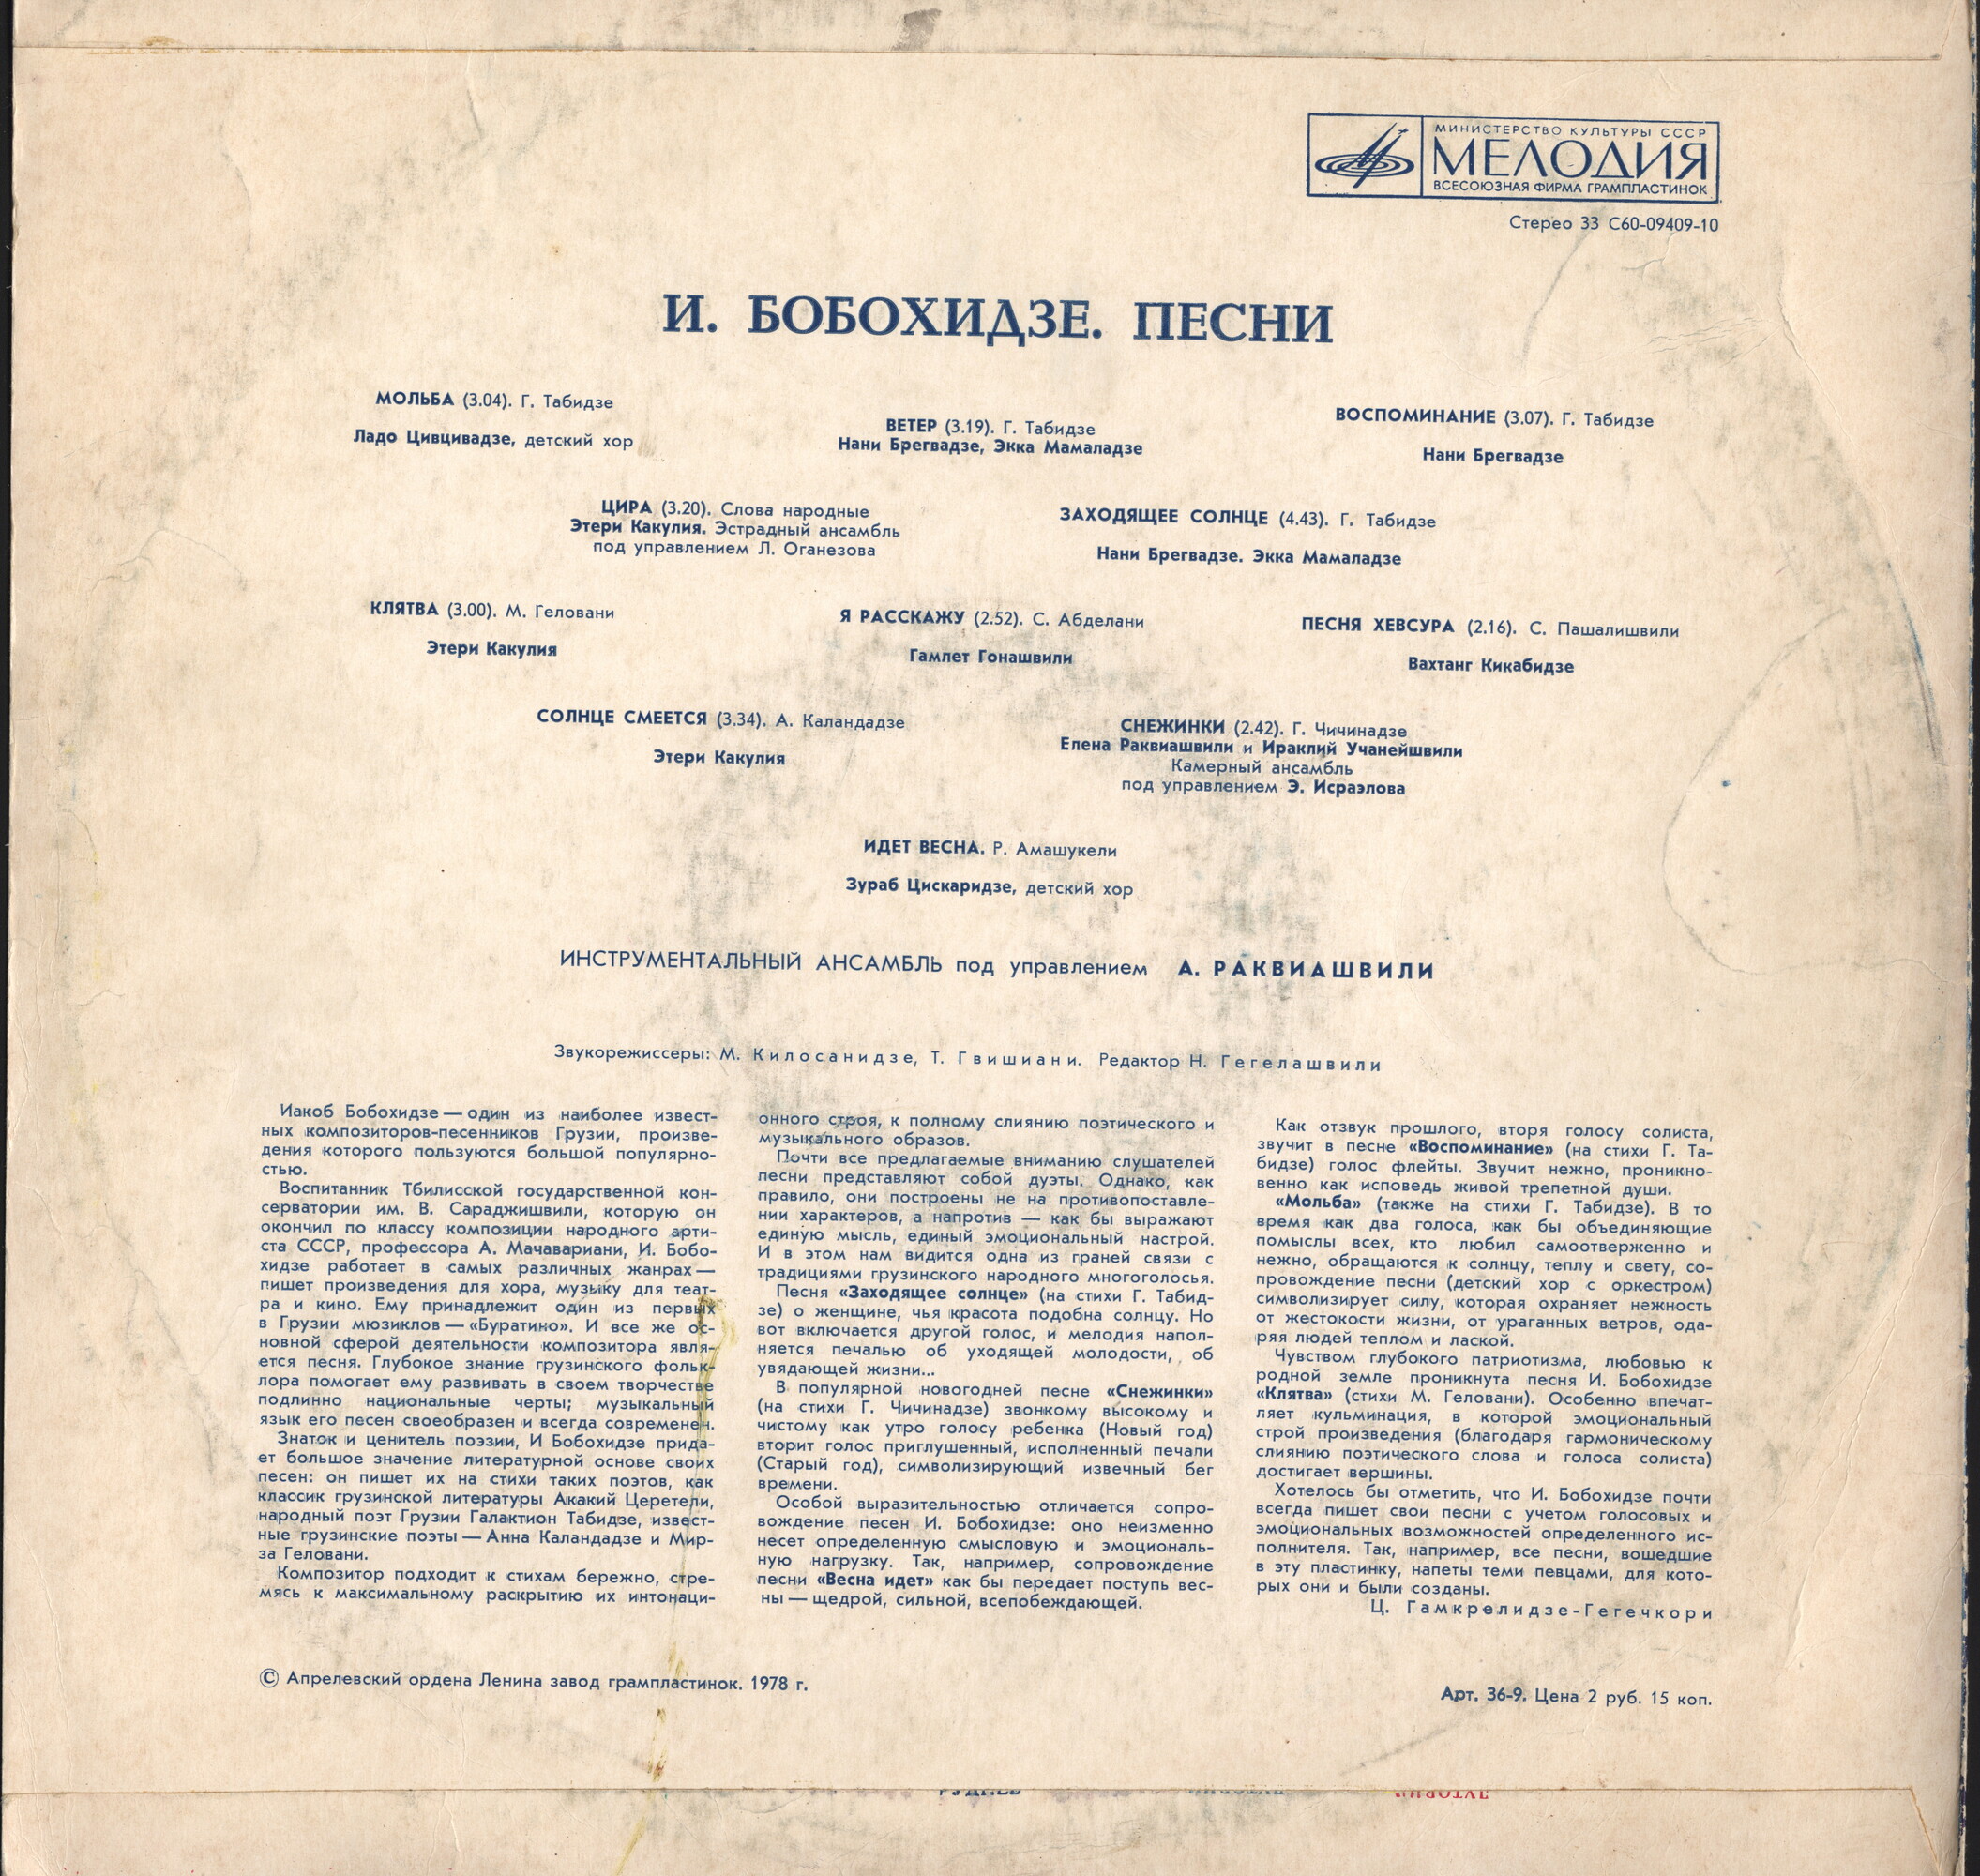 МИНИСТЕРСТВО КУЛЬТУРЫ СССР
МЕЛОДИЯ
ВСЕСОЮЗНАЯ ФИРМА ГРАМПЛАСТИНОК
Стерео 33 С60-09409-10
И. БОБОХИДЗЕ. ПЕСНИ
МОЛЬБА (3.04). Г. Табидзе
Ладо Цивцивадзе, детский хор
ВЕТЕР (3.19). Г. Табидзе
Нани Брегвадзе, Экка Мамаладзе
ВОСПОМИНАНИЕ (3.07). Г. Табидзе
Нани Брегвадзе
ЦИРА (3.20). Слова народные
Этери Какулия. Эстрадный ансамбль
под управлением Л. Оганезова
ЗАХОДЯЩЕЕ СОЛНЦЕ (4.43). Г. Табидзе
Нани Брегвадзе. Экка Мамаладзе
КЛЯТВА (3.00). М. Геловани
Этери Какулия
Я РАССКАЖУ (2.52). С. Абделани
Гамлет Гонашвили
ПЕСНЯ ХЕВСУРА (2.16). С. Пашалишвили
Вахтанг Кикабидзе
СОЛНЦЕ СМЕЕТСЯ (3.34). А. Каландадзе
Этери Какулия
СНЕЖИНКИ (2.42). Г. Чичинадзе
Елена Раквиашвили и Ираклий Учанейшвили
Камерный ансамбль
под управлением Э. Исраэлова
ИДЕТ ВЕСНА. Р. Амашукели
Зураб Цискаридзе, детский хор
ИНСТРУМЕНТАЛЬНЫЙ АНСАМБЛЬ под управлением А. РАКВИАШВИЛИ
Звукорежиссеры: М. Килосанидзе, Т. Гвишиани. Редактор Н. Гегелашвили
Иакоб Бобохидзе — один из наиболее извест-
ных композиторов-песенников Грузии, произве-
дения которого пользуются большой популярно-
стью.
Воспитанник Тбилисской государственной кон-
серватории им. В. Сараджишвили, которую он
окончил по классу композиции народного арти-
ста СССР, профессора А. Мачавариани, И. Бобо-
хидзе работает в самых различных жанрах —
пишет произведения для хора, музыку для теат-
ра и кино. Ему принадлежит один из первых
в Грузии мюзиклов — «Буратино». И все же ос-
новной сферой деятельности композитора явля-
ется песня. Глубокое знание грузинского фольк-
лора помогает ему развивать в своем творчестве
подлинно национальные черты; музыкальный
язык его песен своеобразен и всегда современен.
Знаток и ценитель поэзии, И Бобохидзе прида-
ет большое значение литературной основе своих
песен: он пишет их на стихи таких поэтов, как
классик грузинской литературы Акакий Церетели,
народный поэт Грузии Галактион Табидзе, извест-
ные грузинские поэты — Анна Каландадзе и Мир-
за Геловани.
Композитор подходит к стихам бережно, стре-
мясь к максимальному раскрытию их интонаци-
онного строя, к полному слиянию поэтического и
музыкального образов.
Почти все предлагаемые вниманию слушателей
песни представляют собой дуэты. Однако, как
правило, они построены не на противопоставле-
нии характеров, а напротив — как бы выражают
единую мысль, единый эмоциональный настрой.
И в этом нам видится одна из граней связи с
традициями грузинского народного многоголосья.
Песня «Заходящее солнце» (на стихи Г. Табид-
зе) о женщине, чья красота подобна солнцу. Но
вот включается другой голос, и мелодия напол-
няется печалью об уходящей молодости, об
увядающей жизни...
В популярной новогодней песне «Снежинки»
(на стихи Г. Чичинадзе) звонкому высокому и
чистому как утро голосу ребенка (Новый год)
вторит голос приглушенный, исполненный печали
(Старый год), символизирующий извечный бег
времени.
Особой выразительностью отличается сопро-
вождение песен И. Бобохидзе: оно неизменно
несет определенную смысловую и эмоциональ-
ную нагрузку. Так, например, сопровождение
песни «Весна идет» как бы передает поступь вес-
ны — щедрой, сильной, всепобеждающей.
Как отзвук прошлого, вторя голосу солиста,
звучит в песне «Воспоминание» (на стихи Г. Та-
бидзе) голос флейты. Звучит нежно, проникно-
венно как исповедь живой трепетной души.
«Мольба» (также на стихи Г. Табидзе). В то
время как два голоса, как бы объединяющие
помыслы всех, кто любил самоотверженно и
нежно, обращаются к солнцу, теплу и свету, со-
провождение песни (детский хор с оркестром)
символизирует силу, которая охраняет нежность
от жестокости жизни, от ураганных ветров, ода-
ряя людей теплом и лаской.
Чувством глубокого патриотизма, любовью к
родной земле проникнута песня И. Бобохидзе
«Клятва» (стихи М. Геловани). Особенно впечат-
ляет кульминация, в которой эмоциональный
строй произведения (благодаря гармоническому
слиянию поэтического слова и голоса солиста)
достигает вершины.
Хотелось бы отметить, что И. Бобохидзе почти
всегда пишет свои песни с учетом голосовых и
эмоциональных возможностей определенного ис-
полнителя. Так, например, все песни, вошедшие
в эту пластинку, напеты теми певцами, для кото-
рых они и были созданы.
Ц. Гамкрелидзе-Гегечкори
© Апрелевский ордена Ленина завод грампластинок. 1978 г.
Арт. 36-9. Цена 2 руб. 15 коп.